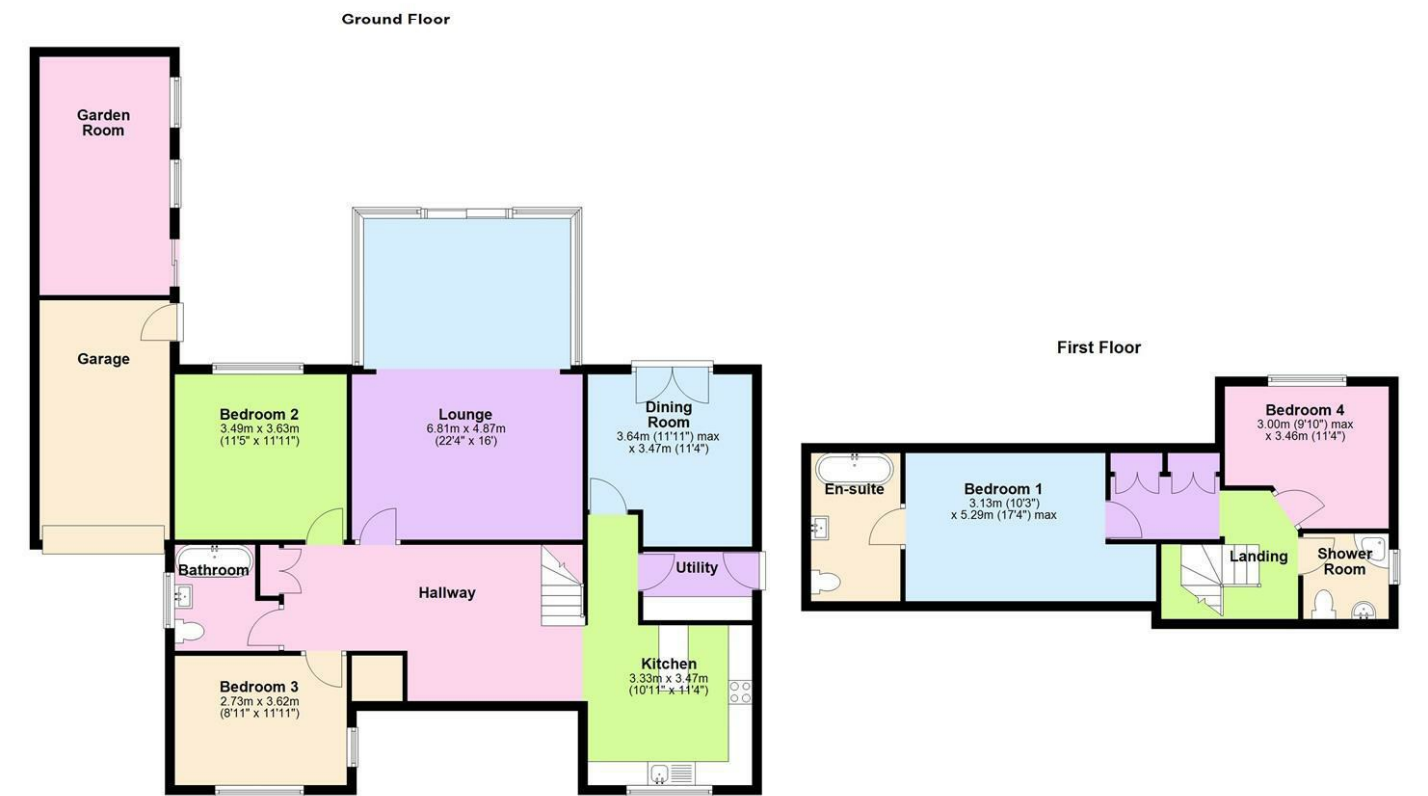 Ground Floor
Garden
Room
Garage
Bedroom 2
3.49m x 3.63m
(11'5" x 11'11")
Lounge
6.81m x 4.87m
(22'4" x 16')
Dining
Room
3.64m (11'11") max
x 3.47m (11'4")
Bathroom
Hallway
Utility
Kitchen
3.33m x 3.47m
(10'11" x 11'4")
Bedroom 3
2.73m x 3.62m
(8'11" x 11'11")
First Floor
Bedroom 4
3.00m (9'10") max
x 3.46m (11'4")
En-suite
Bedroom 1
3.13m (10'3")
x 5.29m (17'4") max
Landing
Shower
Room